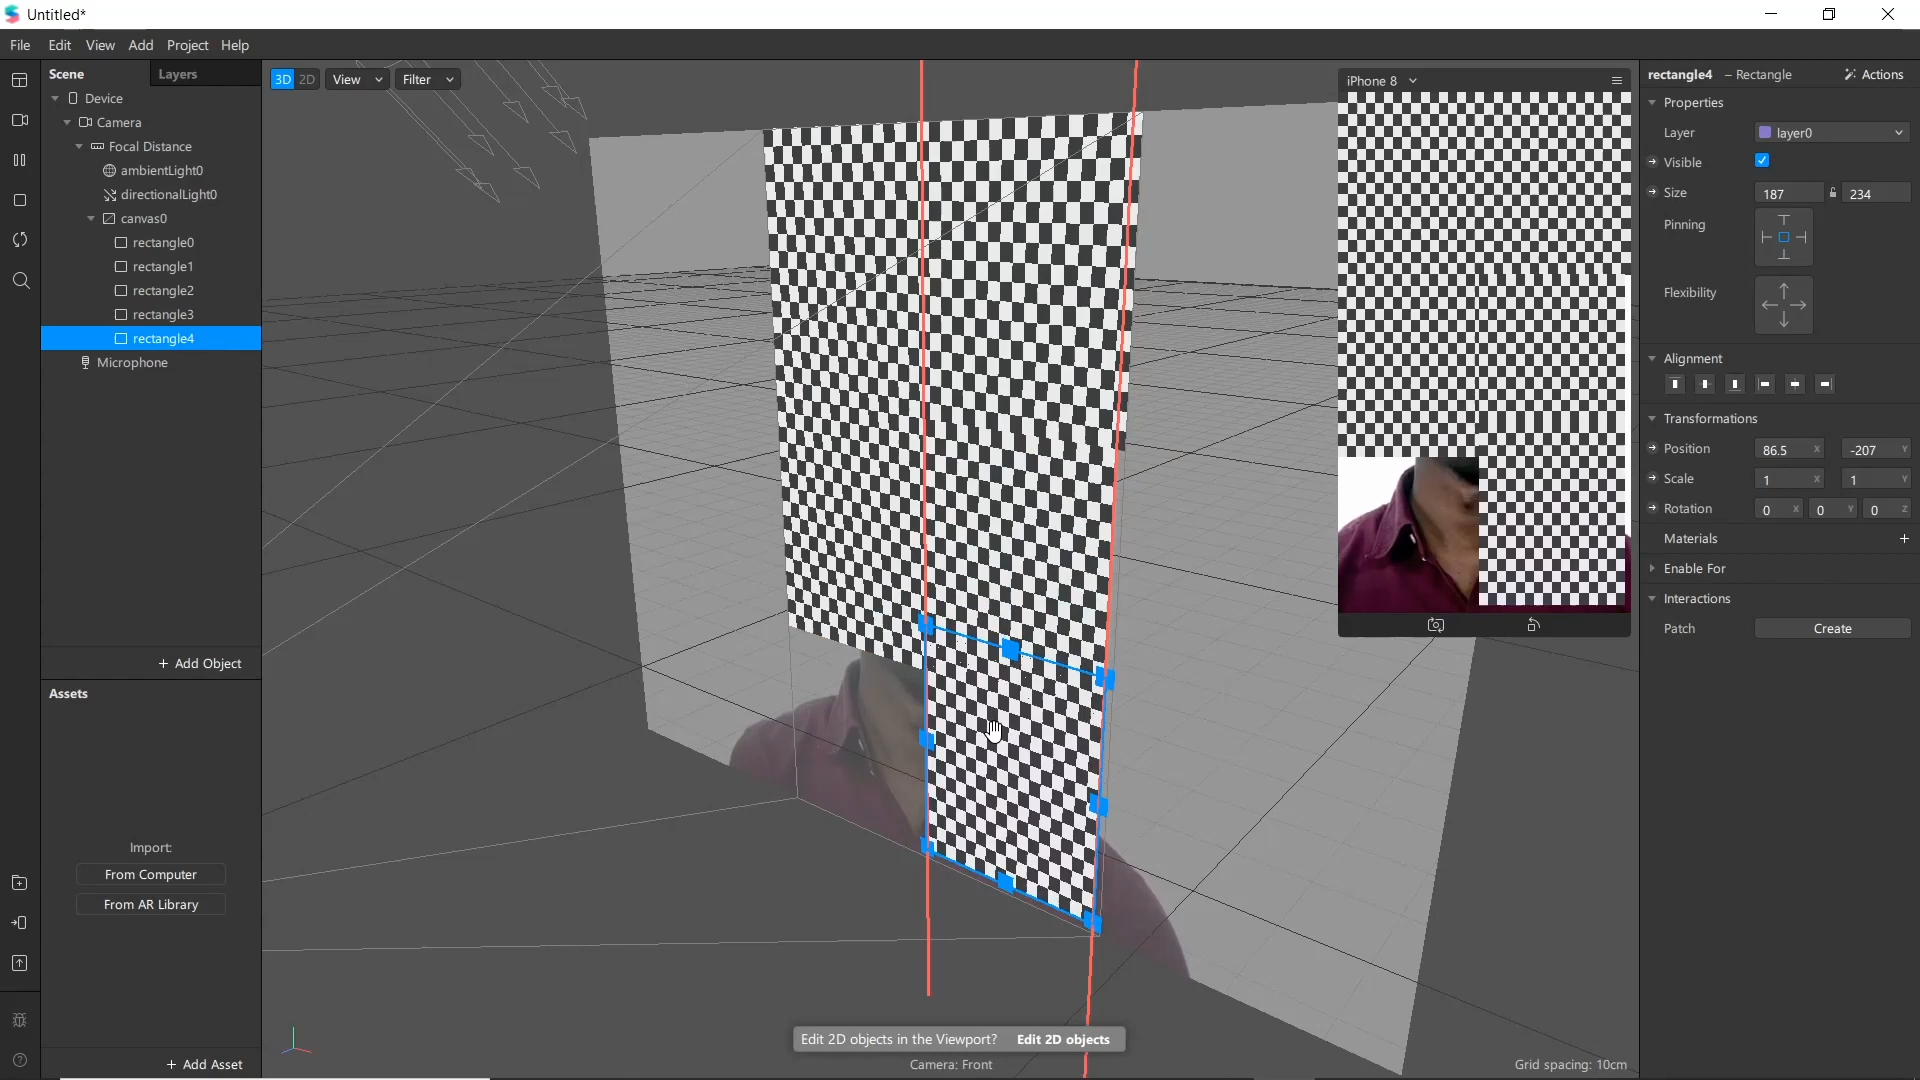 Untitled*
File Edit View Add Project Help
Scene Layers
3D 2D View Filter
Device
Camera
Focal Distance
ambientLight0
directionalLight0
canvas0
rectangle0
rectangle1
rectangle2
rectangle3
rectangle4
Microphone
+ Add Object
Assets
Import:
From Computer
From AR Library
+ Add Asset
iPhone 8
Edit 2D objects in the Viewport? Edit 2D objects
Camera: Front
Grid spacing: 10cm
rectangle4 – Rectangle Actions
Properties
Layer layer0
Visible
Size 187 234
Pinning
Flexibility
Alignment
Transformations
Position 86.5 X -207 Y
Scale 1 X 1 Y
Rotation 0 X 0 Y 0 Z
Materials +
Enable For
Interactions
Patch Create